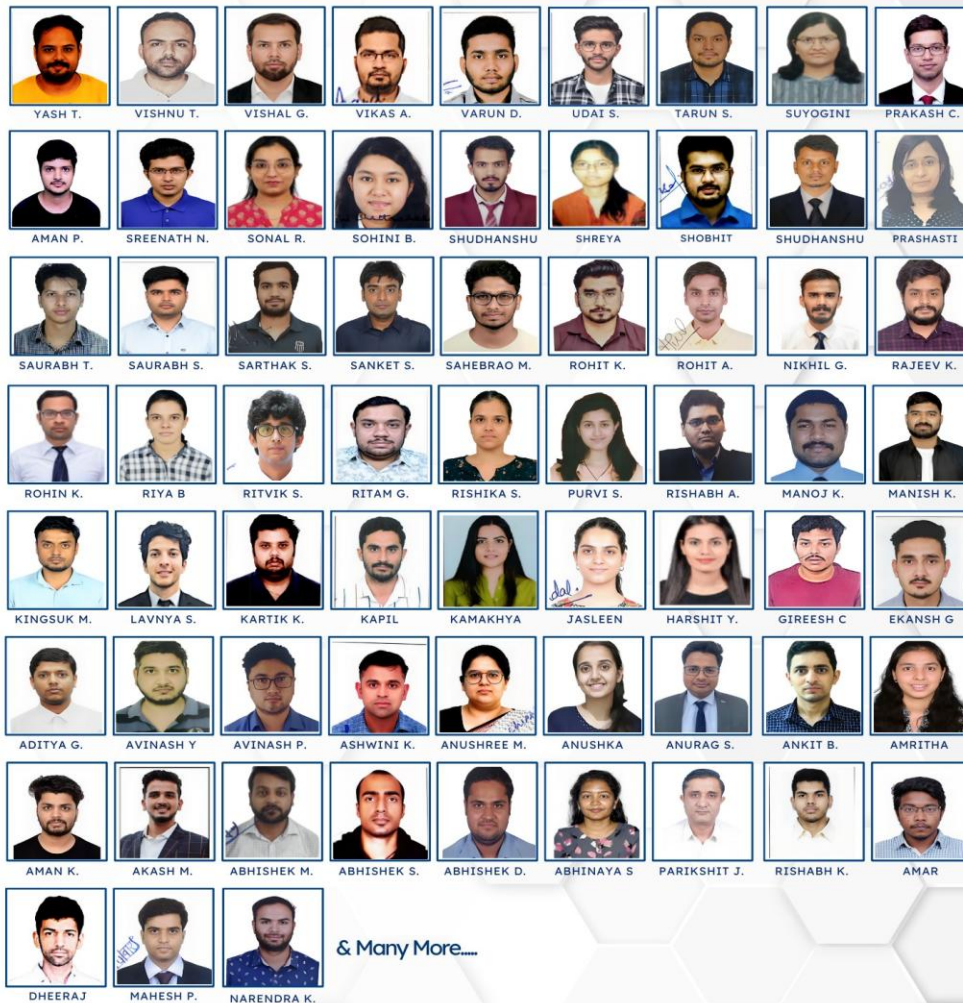 YASH T. VISHNU T. VISHAL G. VIKAS A. VARUN D. UDAI S. TARUN S. SUYOGINI PRAKASH C.
AMAN P. SREENATH N. SONAL R. SOHINI B. SHUDHANSHU SHREYA SHOBHIT SHUDHANSHU PRASHASTI
SAURABH T. SAURABH S. SARTHAK S. SANKET S. SAHEBRAO M. ROHIT K. ROHIT A. NIKHIL G. RAJEEV K.
ROHIN K. RIYA B RITVIK S. RITAM G. RISHIKA S. PURVI S. RISHABH A. MANOJ K. MANISH K.
KINGSUK M. LAVNYA S. KARTIK K. KAPIL KAMAKHYA JASLEEN HARSHIT Y. GIREESH C EKANSH G
ADITYA G. AVINASH Y AVINASH P. ASHWINI K. ANUSHREE M. ANUSHKA ANURAG S. ANKIT B. AMRITHA
AMAN K. AKASH M. ABHISHEK M. ABHISHEK S. ABHISHEK D. ABHINAYA S PARIKSHIT J. RISHABH K. AMAR
& Many More.....
DHEERAJ MAHESH P. NARENDRA K.